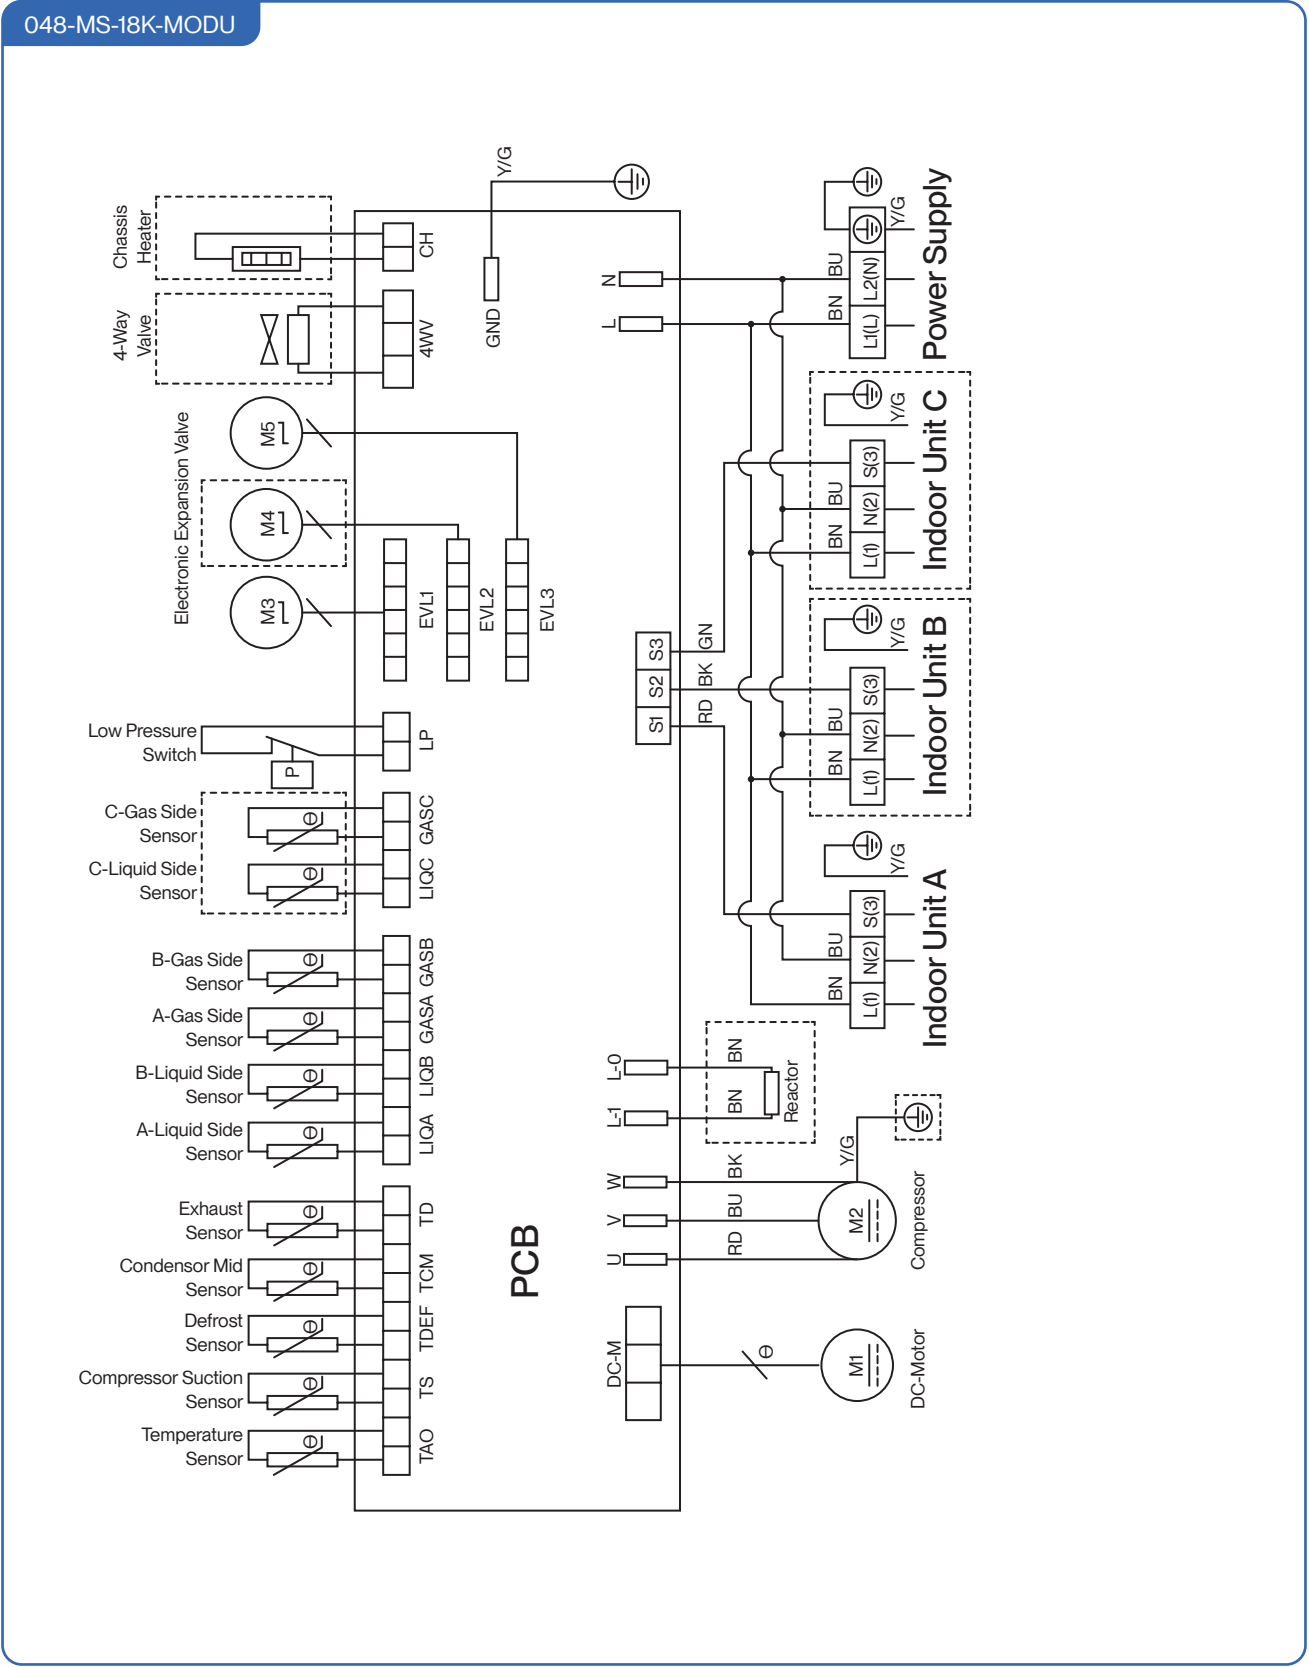 048-MS-18K-MODU
Chassis
Heater
CH
4-Way
Valve
4WV
Y/G
GND
Electronic Expansion Valve
M5
M4
M3
EVL1
EVL2
EVL3
Low Pressure
Switch
P
LP
C-Gas Side
Sensor
θ
GASC
C-Liquid Side
Sensor
θ
LIQC
B-Gas Side
Sensor
θ
GASB
A-Gas Side
Sensor
θ
GASA
B-Liquid Side
Sensor
θ
LIQB
A-Liquid Side
Sensor
θ
LIQA
Exhaust
Sensor
θ
TD
Condensor Mid
Sensor
θ
TCM
Defrost
Sensor
θ
TDEF
Compressor Suction
Sensor
θ
TS
Temperature
Sensor
θ
TAO
PCB
N
L
S3
S2
S1
GN
BK
RD
L-0
L-1
BN
BN
Reactor
W
V
U
BK
BU
RD
Y/G
M2
Compressor
DC-M
θ
M1
DC-Motor
Y/G
BU
BN
L2(N)
L1(L)
Power Supply
Y/G
S(3)
BU
N(2)
BN
L(1)
Indoor Unit C
Y/G
S(3)
BU
N(2)
BN
L(1)
Indoor Unit B
Y/G
S(3)
BU
N(2)
BN
L(1)
Indoor Unit A